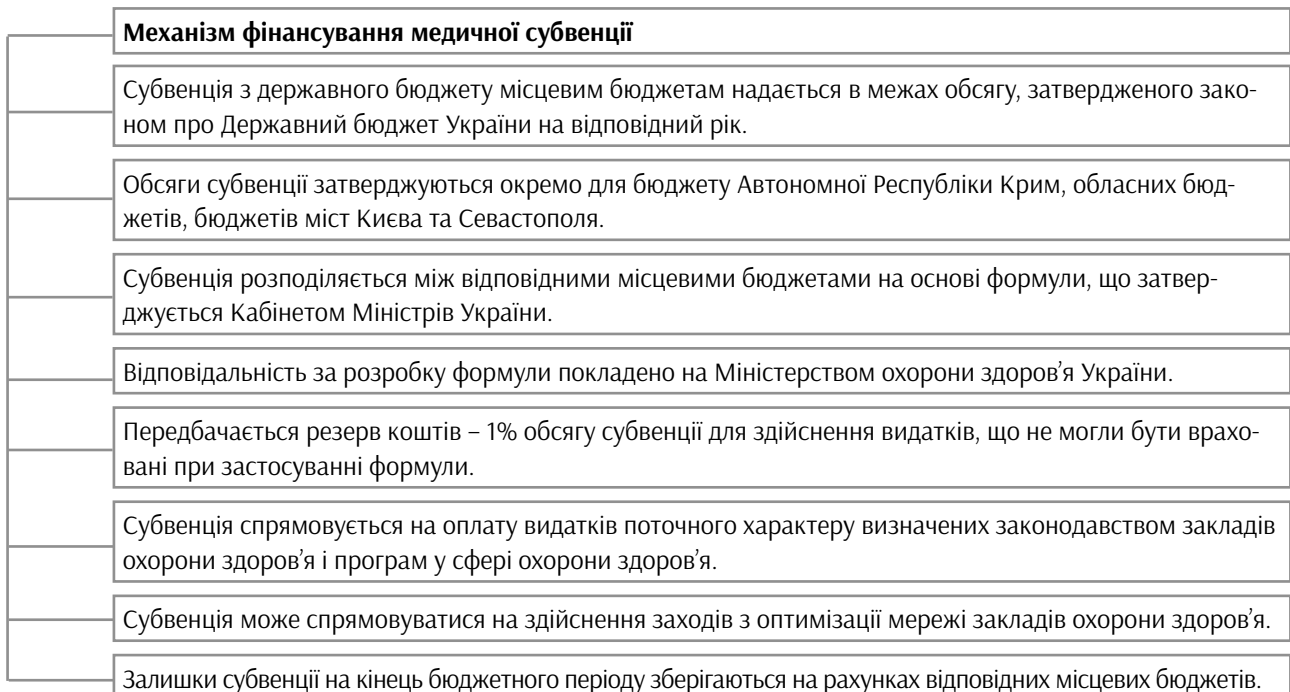 Механізм фінансування медичної субвенції
Субвенція з державного бюджету місцевим бюджетам надається в межах обсягу, затвердженого зако-
ном про Державний бюджет України на відповідний рік.
Обсяги субвенції затверджуються окремо для бюджету Автономної Республіки Крим, обласних бюд-
жетів, бюджетів міст Києва та Севастополя.
Субвенція розподіляється між відповідними місцевими бюджетами на основі формули, що затвер-
джується Кабінетом Міністрів України.
Відповідальність за розробку формули покладено на Міністерством охорони здоров’я України.
Передбачається резерв коштів – 1% обсягу субвенції для здійснення видатків, що не могли бути врахо-
вані при застосуванні формули.
Субвенція спрямовується на оплату видатків поточного характеру визначених законодавством закладів
охорони здоров’я і програм у сфері охорони здоров’я.
Субвенція може спрямовуватися на здійснення заходів з оптимізації мережі закладів охорони здоров’я.
Залишки субвенції на кінець бюджетного періоду зберігаються на рахунках відповідних місцевих бюджетів.